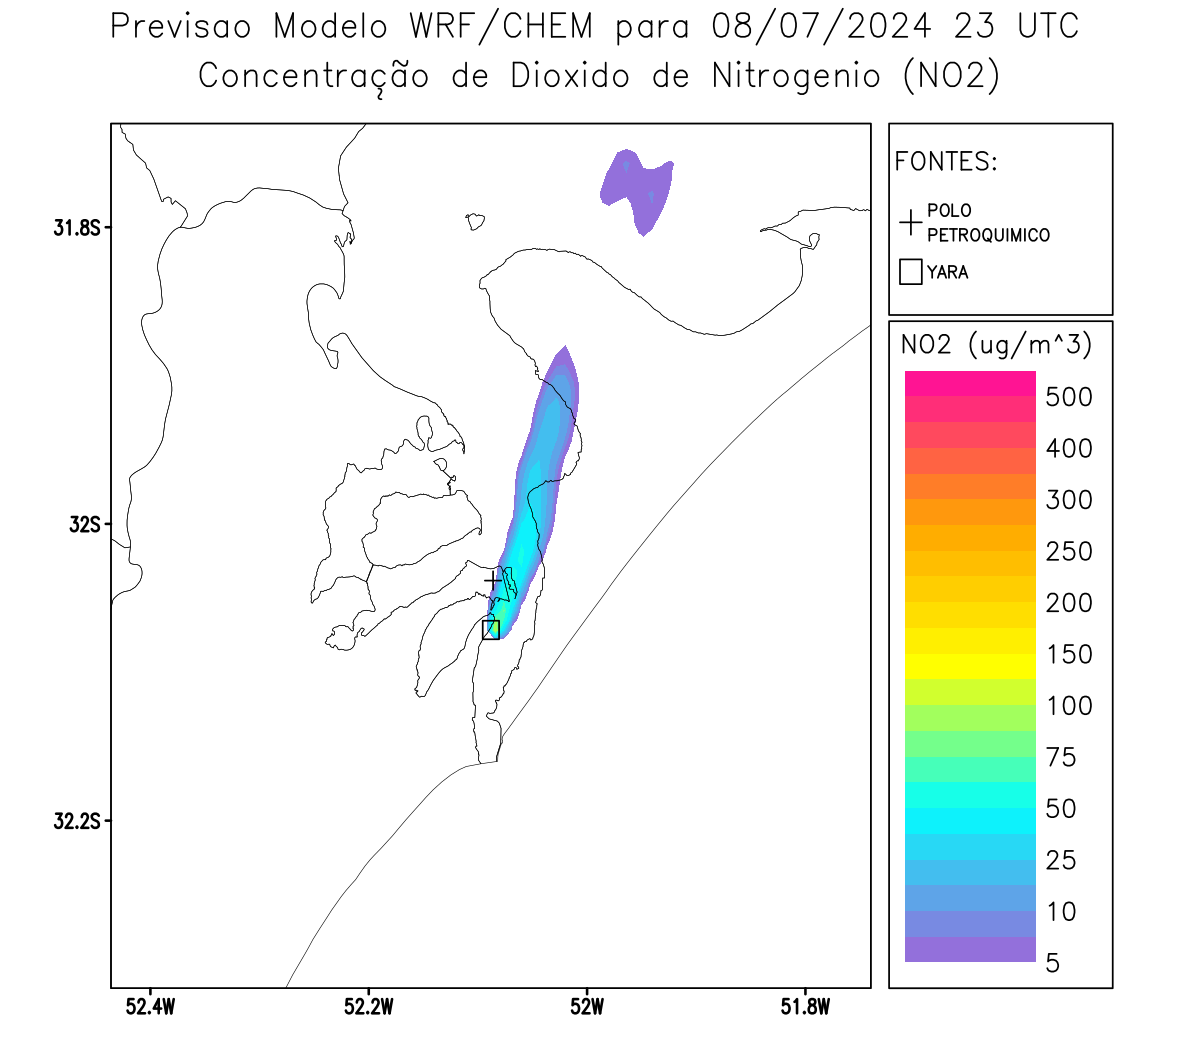 Previsao Modelo WRF/CHEM para 08/07/2024 23 UTC
Concentração de Dioxido de Nitrogenio (NO2)
FONTES:
POLO
PETROQUIMICO
YARA
NO2 (ug/m^3)
500
400
300
250
200
150
100
75
50
25
10
5
31.8S
32S
32.2S
52.4W
52.2W
52W
51.8W